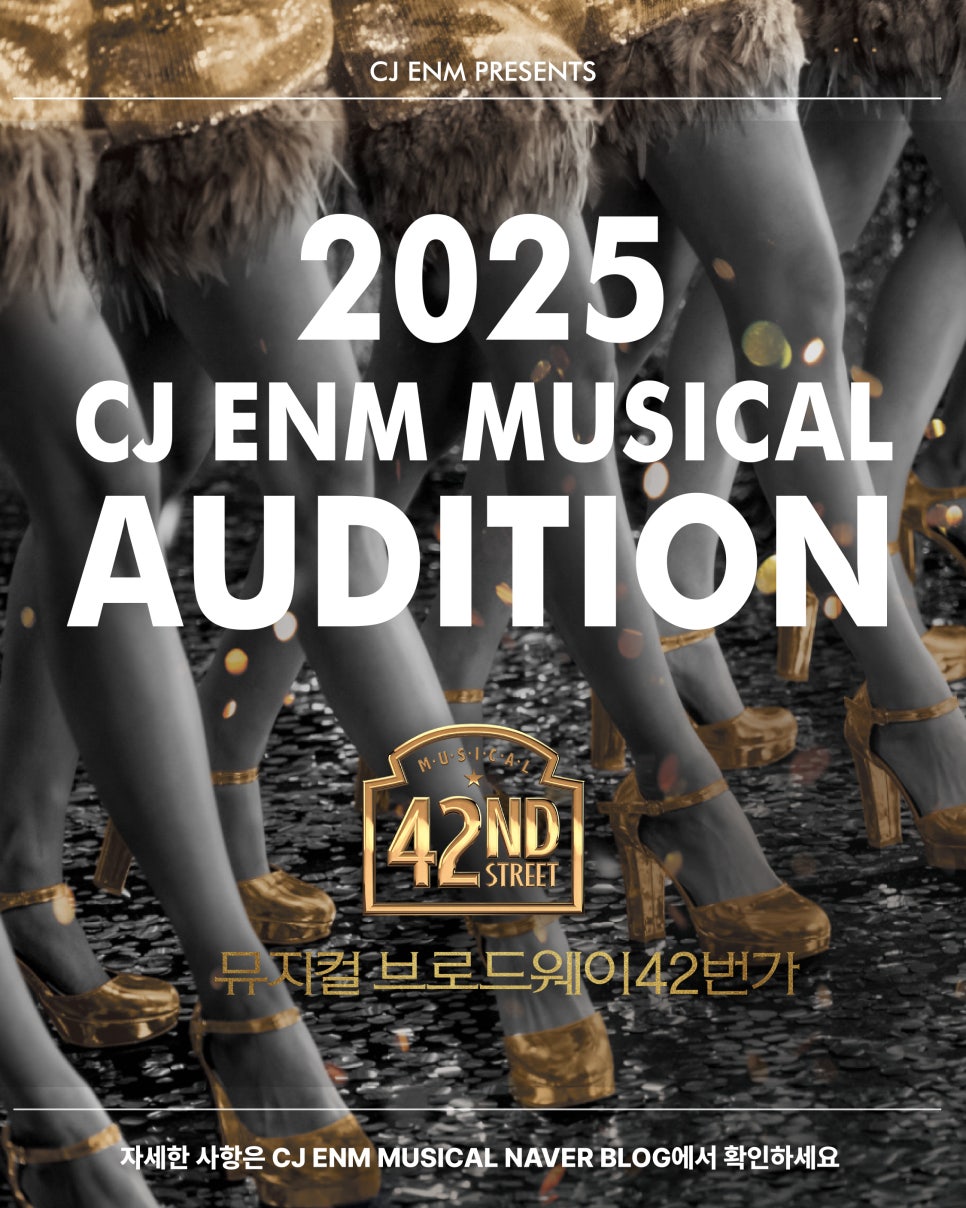 CJ ENM PRESENTS
2025
CJ ENM MUSICAL
AUDITION
M·U·S·I·C·A·L
42ND
STREET
뮤지컬 브로드웨이42번가
자세한 사항은 CJ ENM MUSICAL NAVER BLOG에서 확인하세요